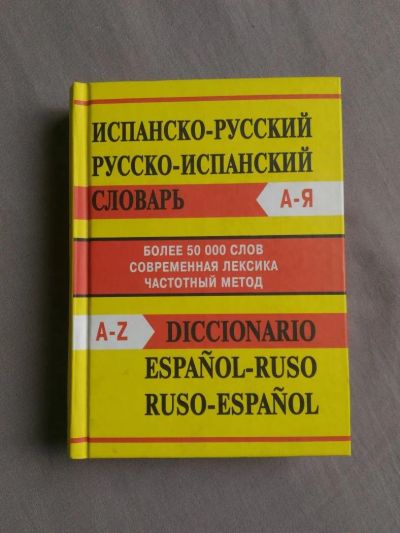 ИСПАНСКО-РУССКИЙ
РУССКО-ИСПАНСКИЙ
СЛОВАРЬ А-Я
БОЛЕЕ 50 000 СЛОВ
СОВРЕМЕННАЯ ЛЕКСИКА
ЧАСТОТНЫЙ МЕТОД
A-Z DICCIONARIO
ESPAÑOL-RUSO
RUSO-ESPAÑOL